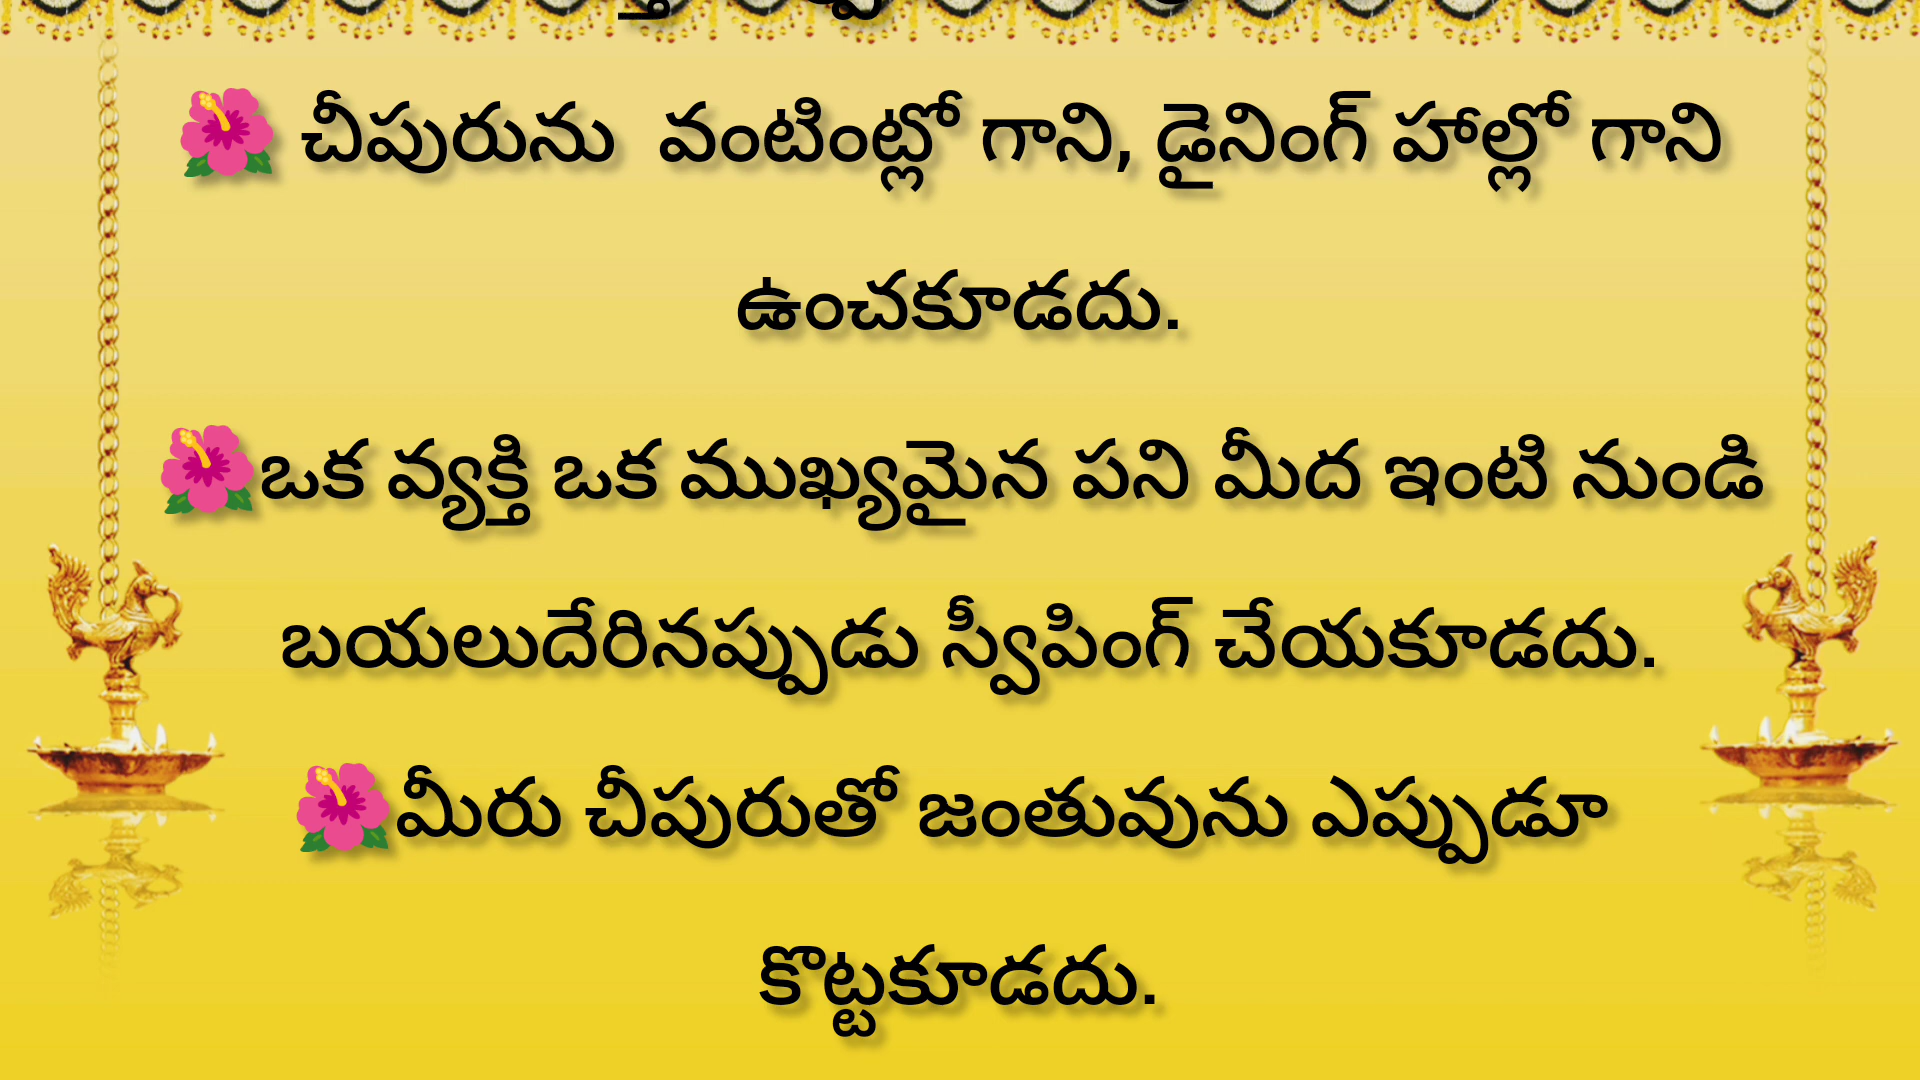 🌺 చీపురును వంటింట్లో గాని, డైనింగ్ హాల్లో గాని
ఉంచకూడదు.
🌺ఒక వ్యక్తి ఒక ముఖ్యమైన పని మీద ఇంటి నుండి
బయలుదేరినప్పుడు స్వీపింగ్ చేయకూడదు.
🌺మీరు చీపురుతో జంతువును ఎప్పుడూ
కొట్టకూడదు.